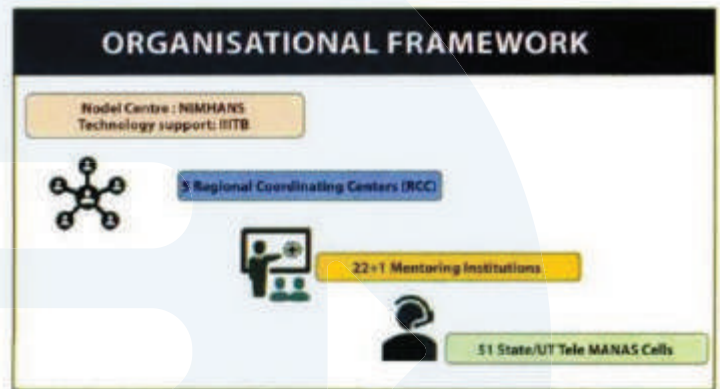 ORGANISATIONAL FRAMEWORK
Nodel Centre : NIMHANS
Technology support: IIITB
5 Regional Coordinating Centers (RCC)
22+1 Mentoring Institutions
51 State/UT Tele MANAS Cells